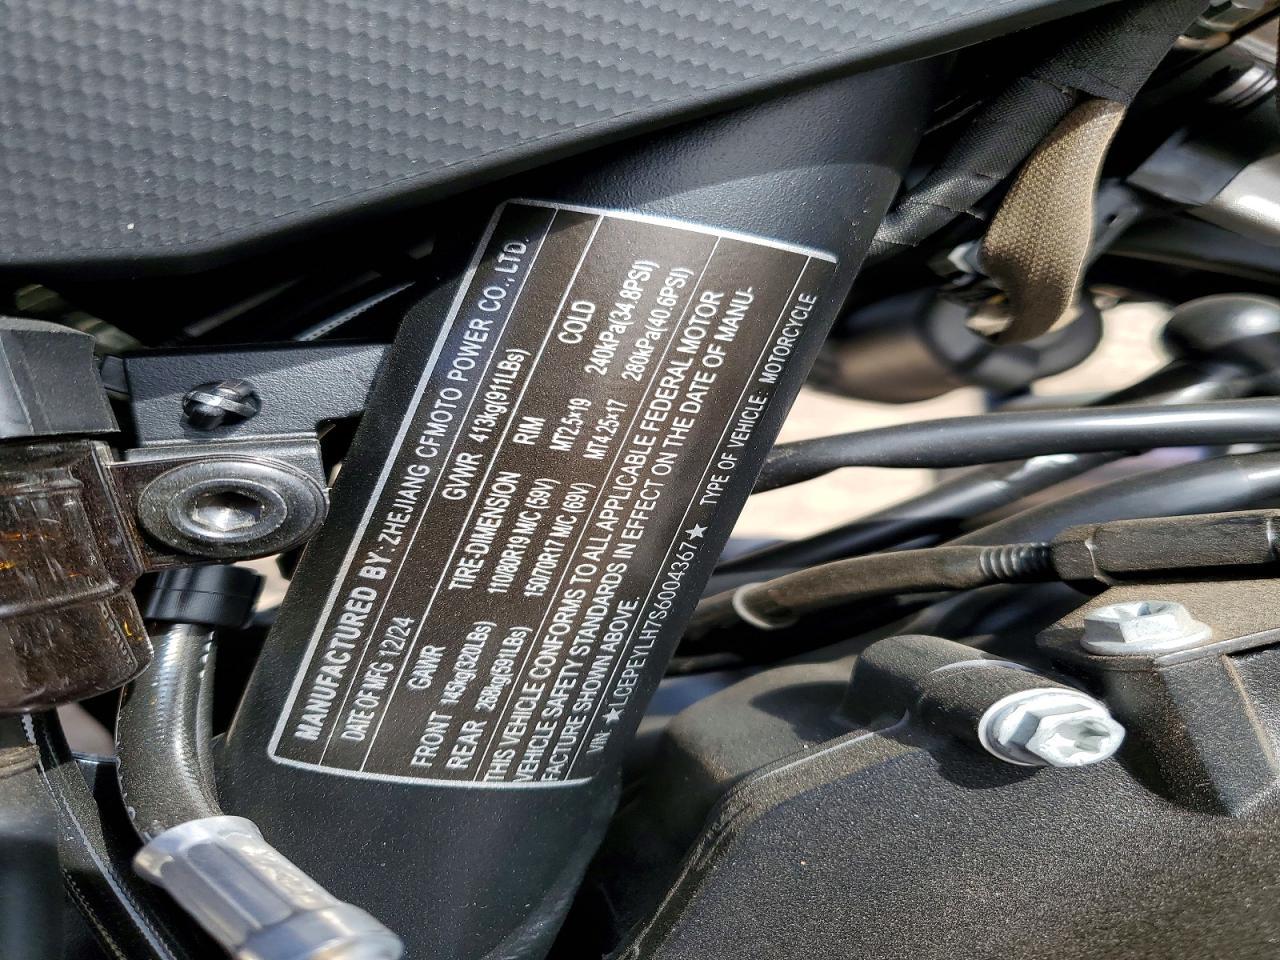 MANUFACTURED BY: ZHEJIANG CFMOTO POWER CO., LTD.
DATE OF MFG 12/24 GVWR 413kg(911LBs)
GAWR TIRE-DIMENSION RIM COLD
FRONT 145kg(320LBs) 110/80R19 M/C (59V) MT2.5×19 240KPa(34.8PSI)
REAR 268kg(591LBs) 150/70R17 M/C (69V) MT4.25×17 280kPa(40.6PSI)
THIS VEHICLE CONFORMS TO ALL APPLICABLE FEDERAL MOTOR
VEHICLE SAFETY STANDARDS IN EFFECT ON THE DATE OF MANU-
FACTURE SHOWN ABOVE.
VIN: ★LCEPEYLH7S6004367★ TYPE OF VEHICLE: MOTORCYCLE